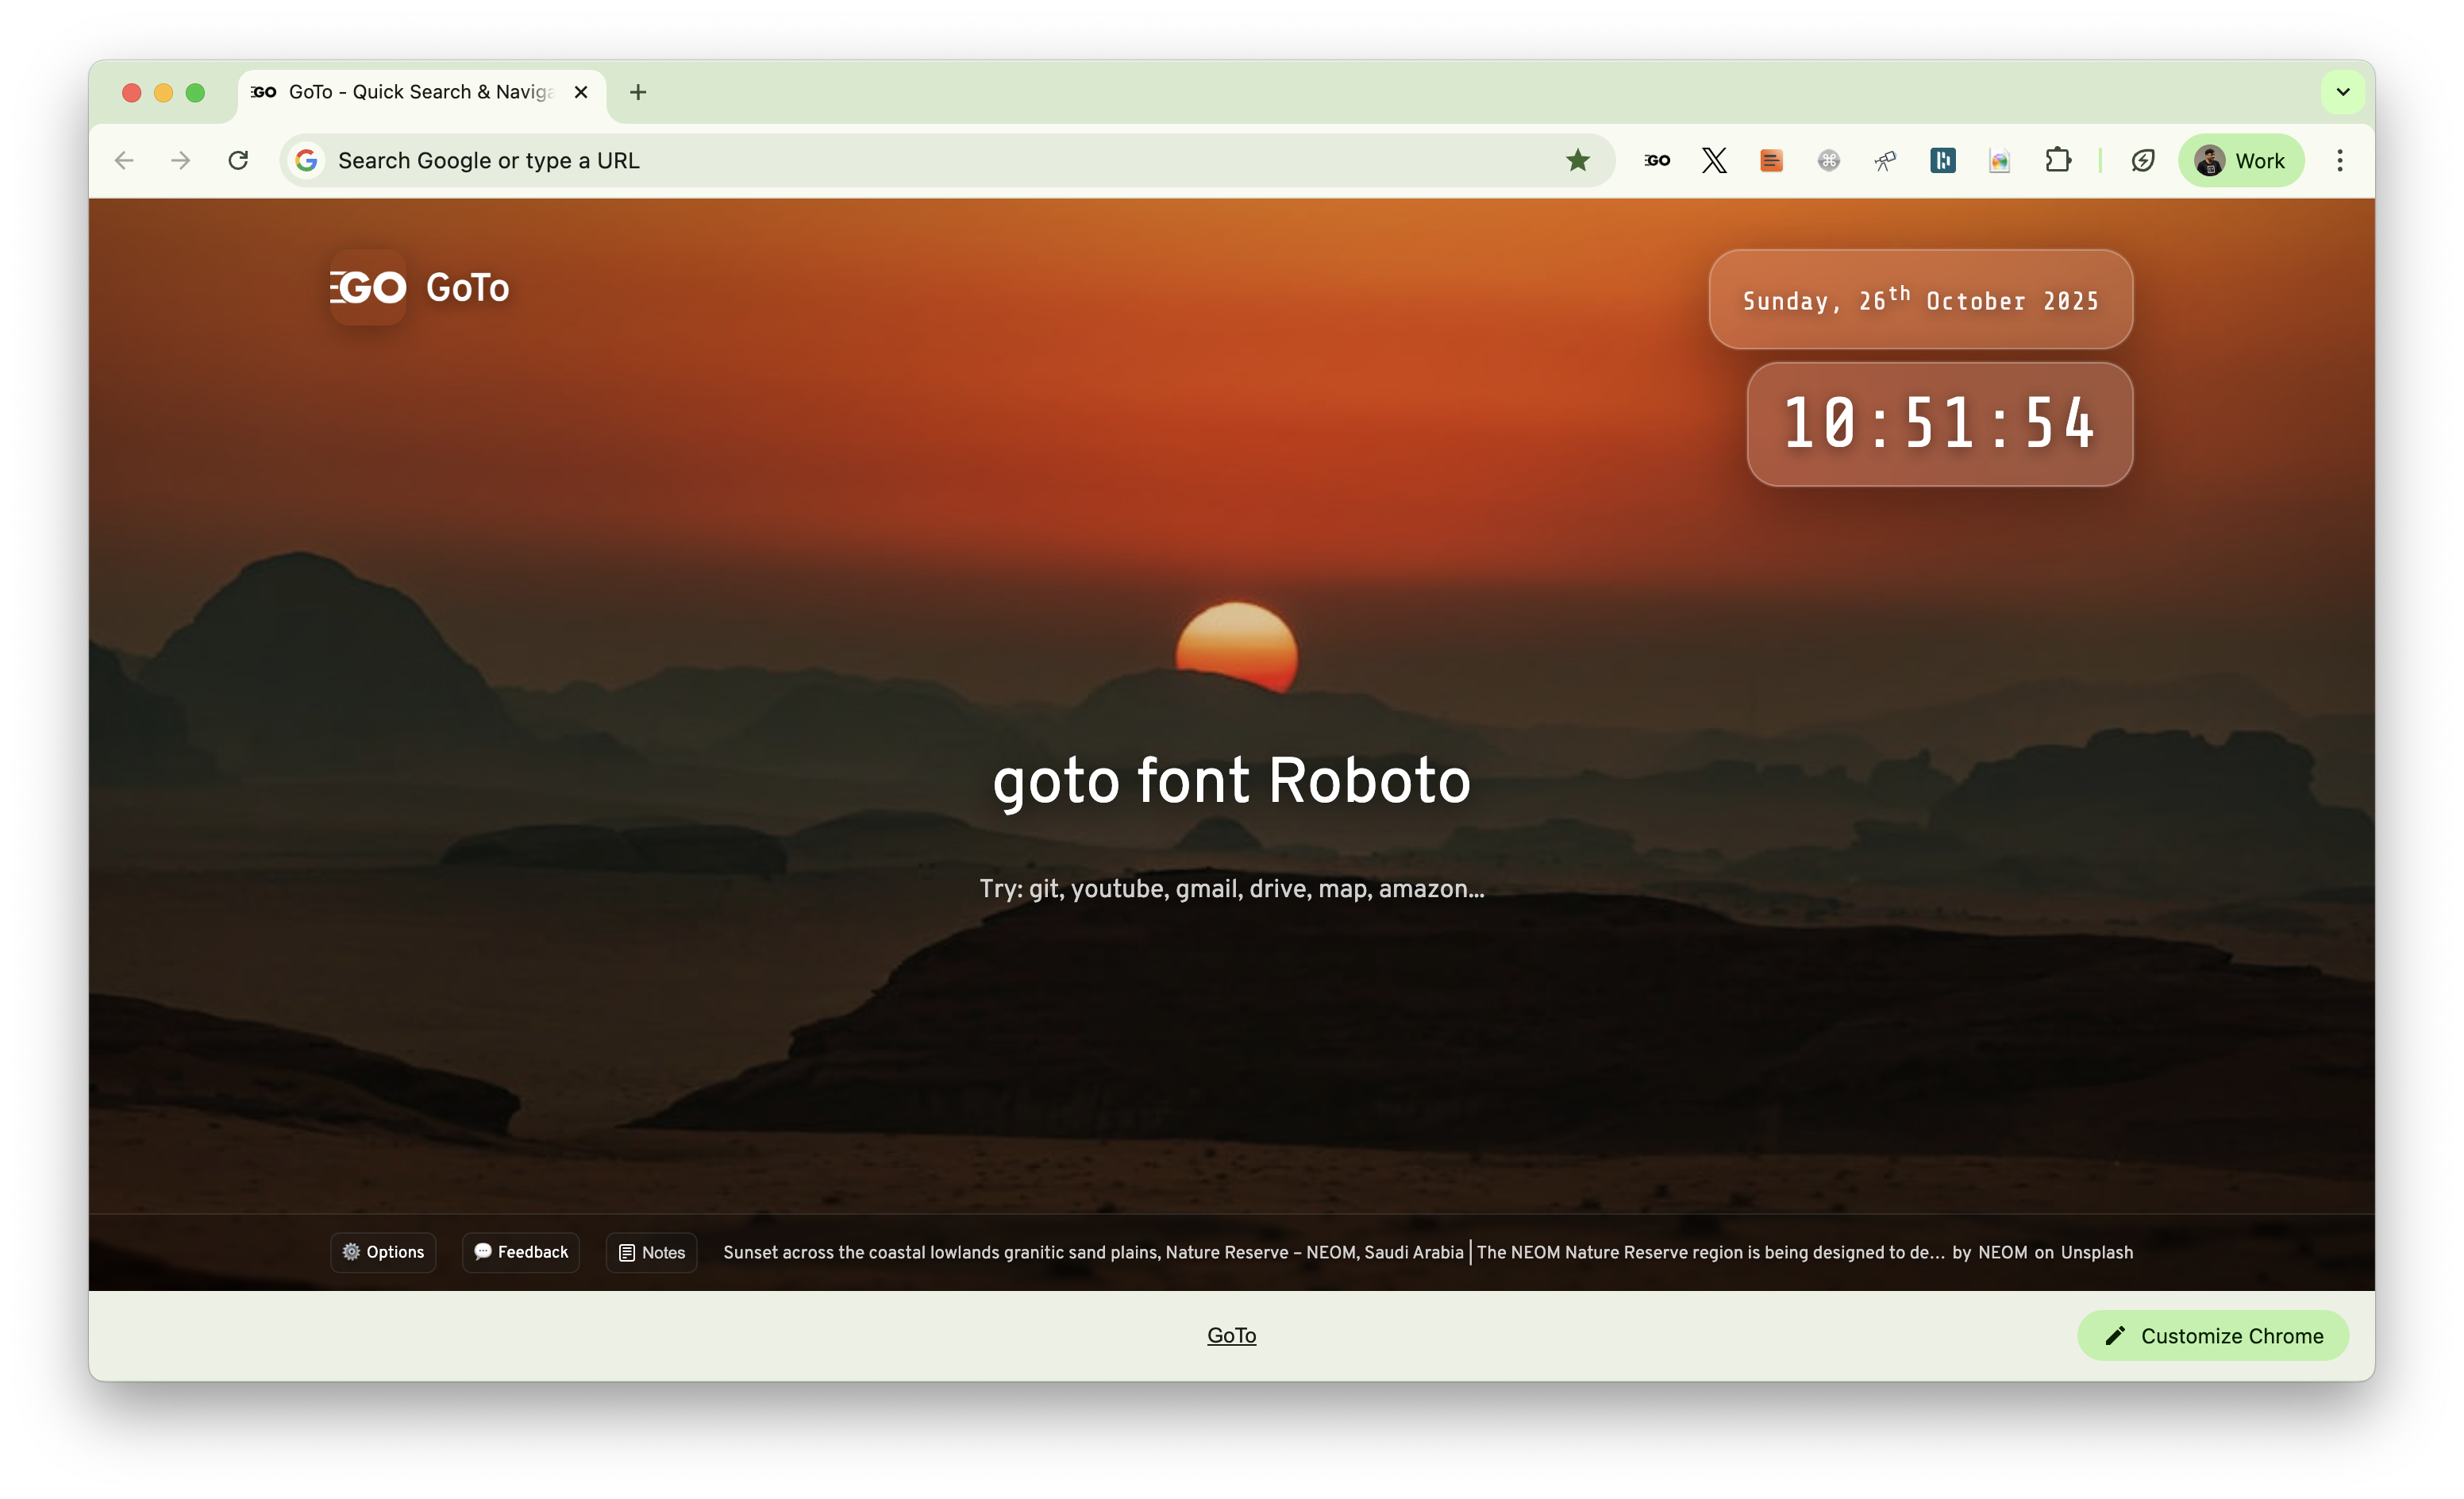 GO GoTo - Quick Search & Naviga
Search Google or type a URL
GO
Work
GO GoTo
Sunday, 26th October 2025
10:51:54
goto font Roboto
Try: git, youtube, gmail, drive, map, amazon...
Options
Feedback
Notes
Sunset across the coastal lowlands granitic sand plains, Nature Reserve – NEOM, Saudi Arabia | The NEOM Nature Reserve region is being designed to de... by NEOM on Unsplash
GoTo
Customize Chrome